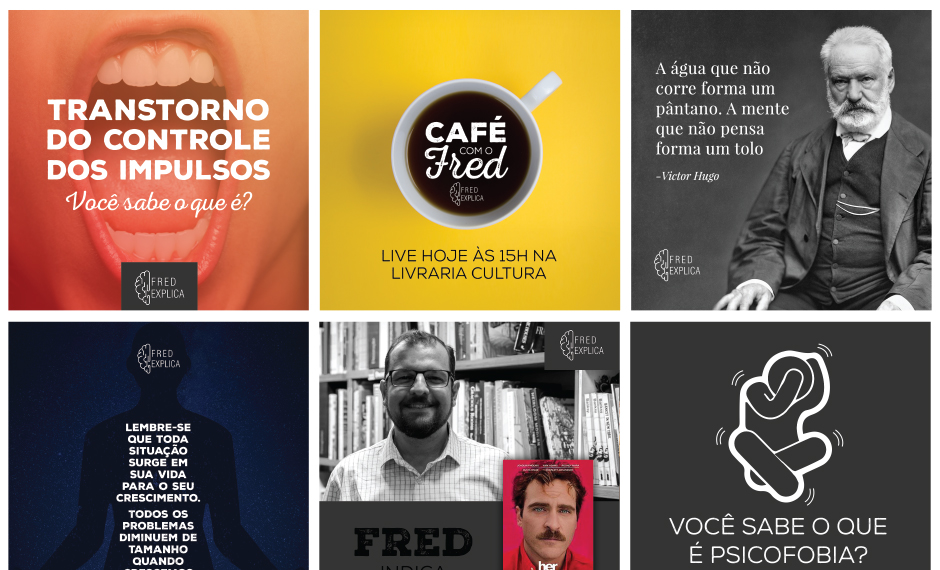 TRANSTORNO
DO CONTROLE
DOS IMPULSOS
Você sabe o que é?
FRED
EXPLICA
CAFÉ
COM O
Fred
FRED
EXPLICA
LIVE HOJE ÀS 15H NA
LIVRARIA CULTURA
A água que não
corre forma um
pântano. A mente
que não pensa
forma um tolo
–Victor Hugo
FRED
EXPLICA
FRED
EXPLICA
LEMBRE-SE
QUE TODA
SITUAÇÃO
SURGE EM
SUA VIDA
PARA O SEU
CRESCIMENTO.
TODOS OS
PROBLEMAS
DIMINUEM DE
TAMANHO
QUANDO
CRESCEMOS
FRED
EXPLICA
FRED
INDICA
her
VOCÊ SABE O QUE
É PSICOFOBIA?